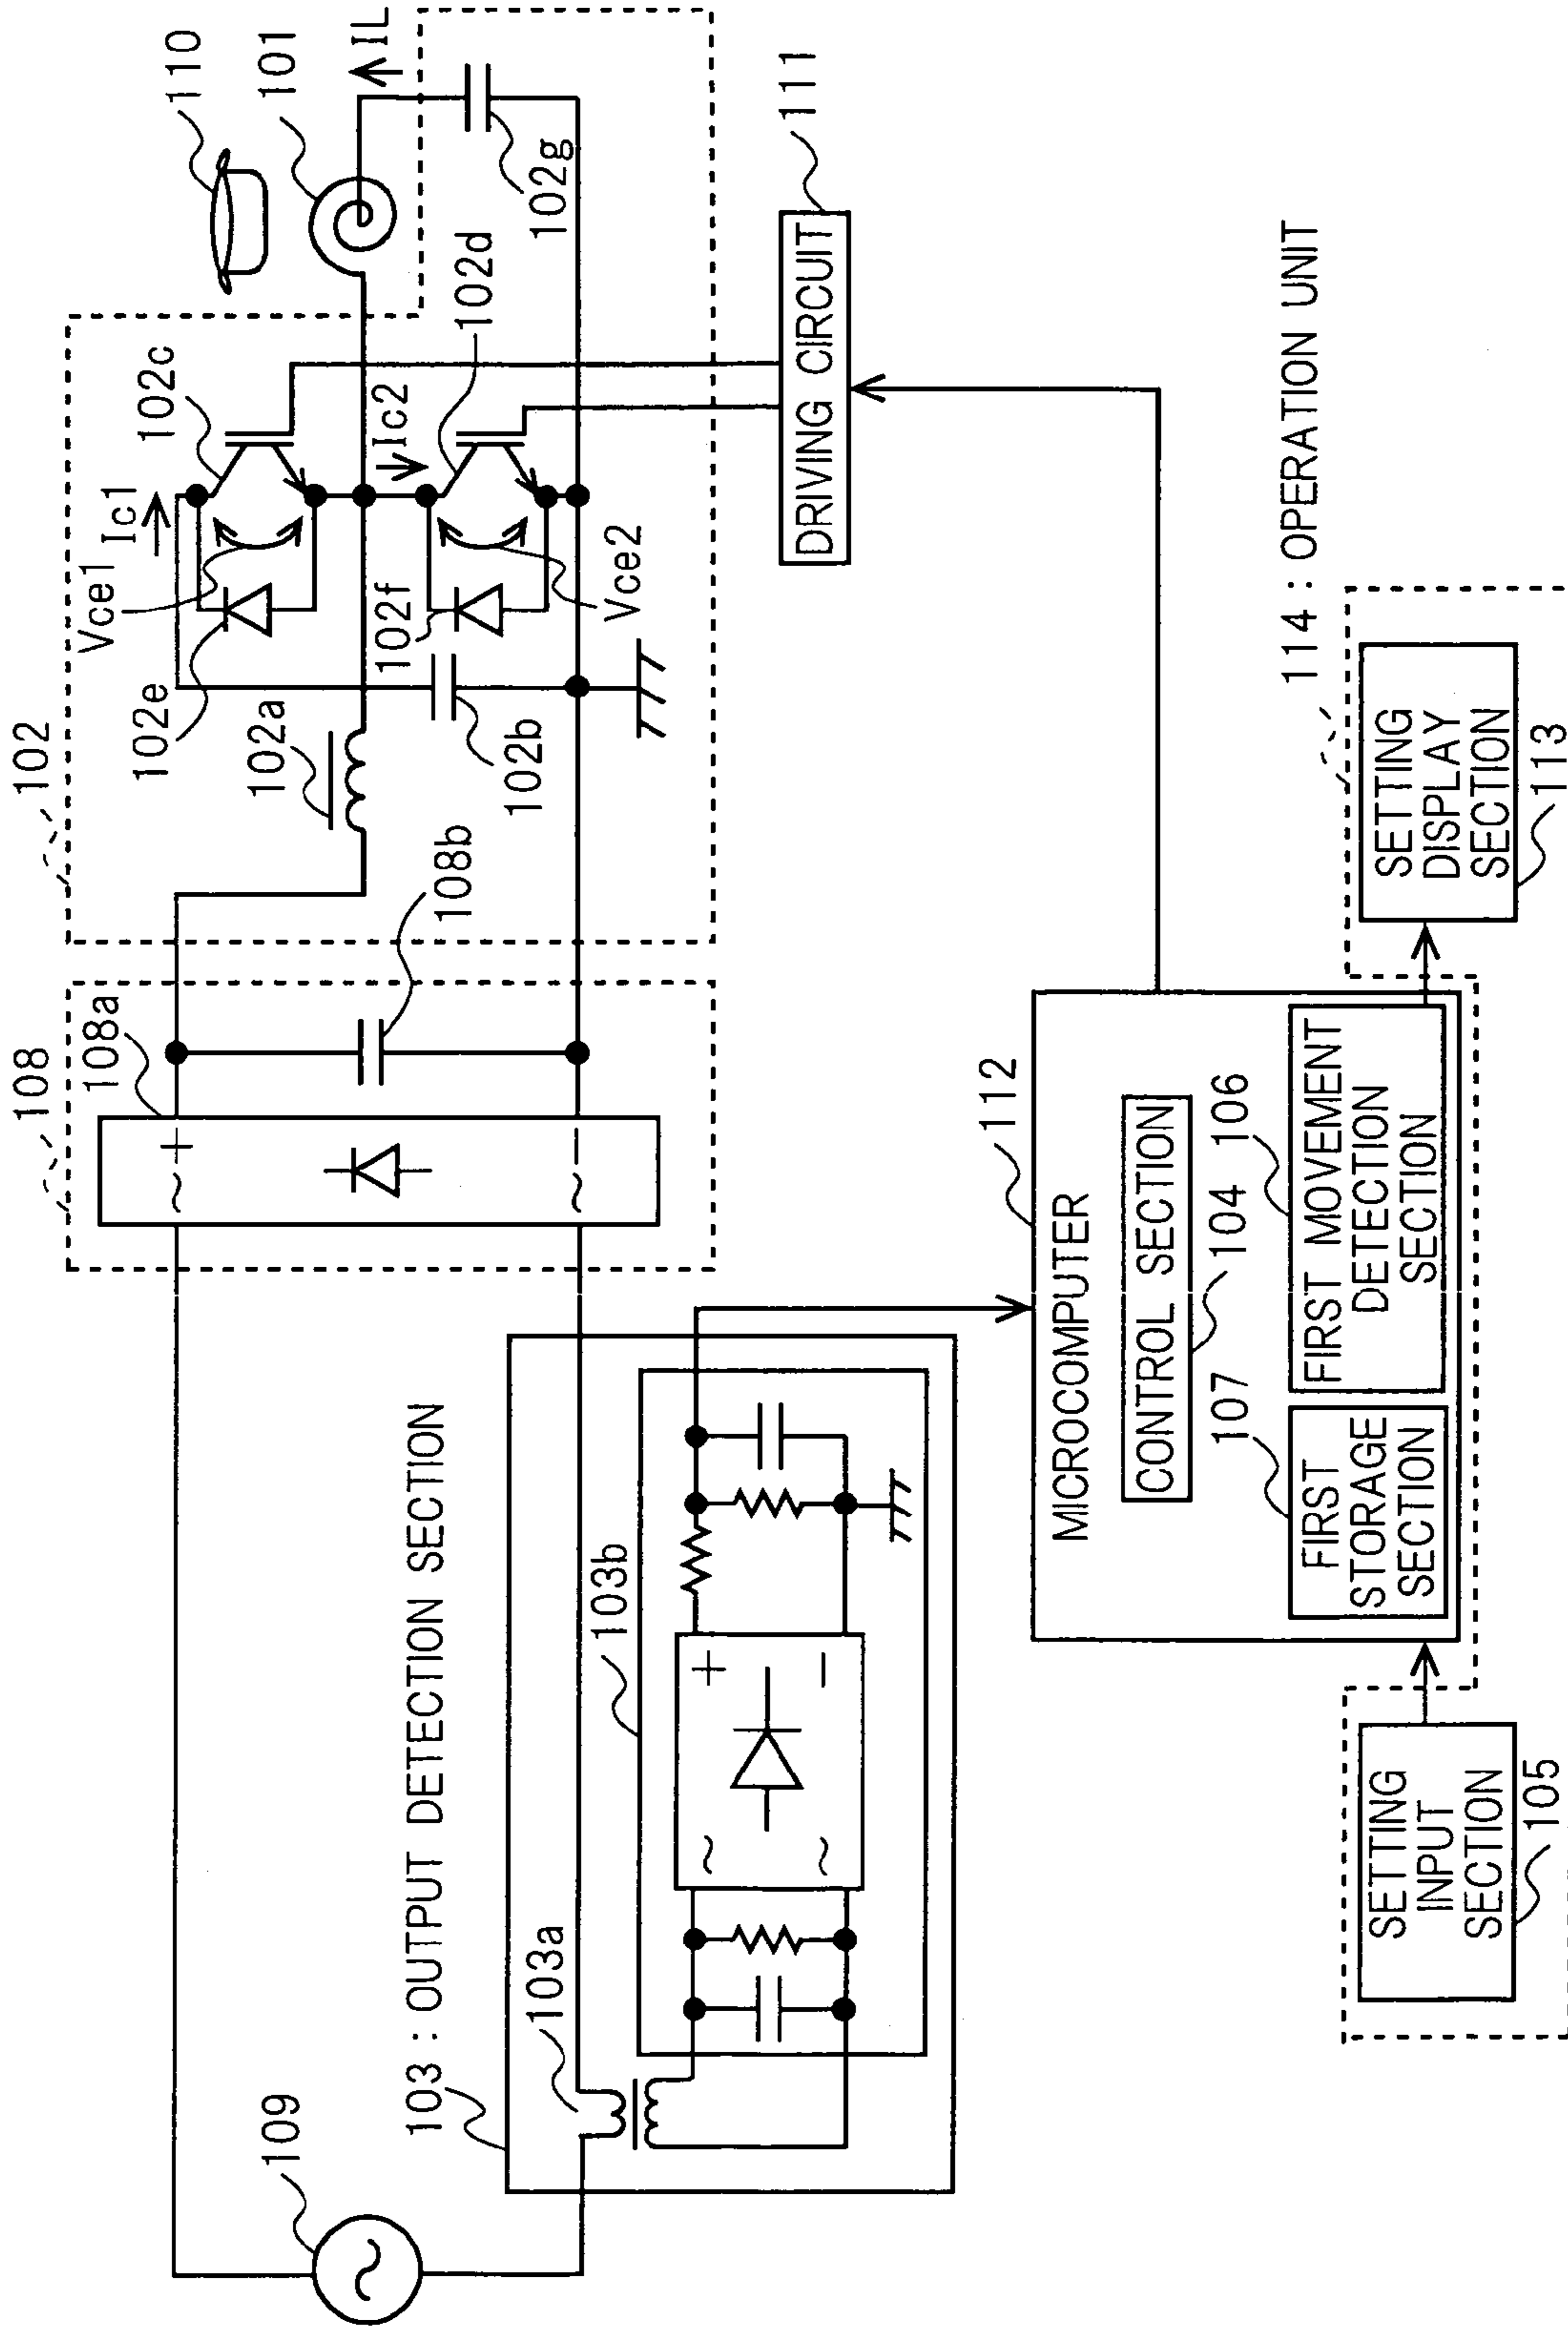 102
108
108a
108b
102a
102b
102c
102d
102e
102f
102g
Vce1
Vce2
Ic1
Ic2
IL
110
101
109
103 : OUTPUT DETECTION SECTION
103a
103b
+
−
~
~
+
−
~
~
DRIVING CIRCUIT
111
MICROCOMPUTER
112
CONTROL SECTION
104
107
106
FIRST
STORAGE
SECTION
FIRST MOVEMENT
DETECTION
SECTION
114 : OPERATION UNIT
SETTING
INPUT
SECTION
105
SETTING
DISPLAY
SECTION
113